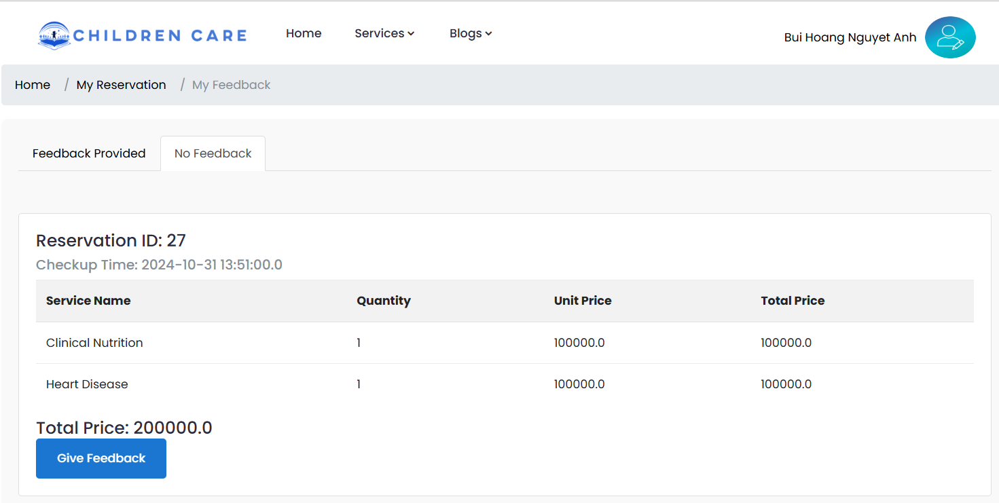 CHILDREN CARE Home Services Blogs Bui Hoang Nguyet Anh
Home / My Reservation / My Feedback
Feedback Provided No Feedback
Reservation ID: 27
Checkup Time: 2024-10-31 13:51:00.0
Service Name Quantity Unit Price Total Price
Clinical Nutrition 1 100000.0 100000.0
Heart Disease 1 100000.0 100000.0
Total Price: 200000.0
Give Feedback